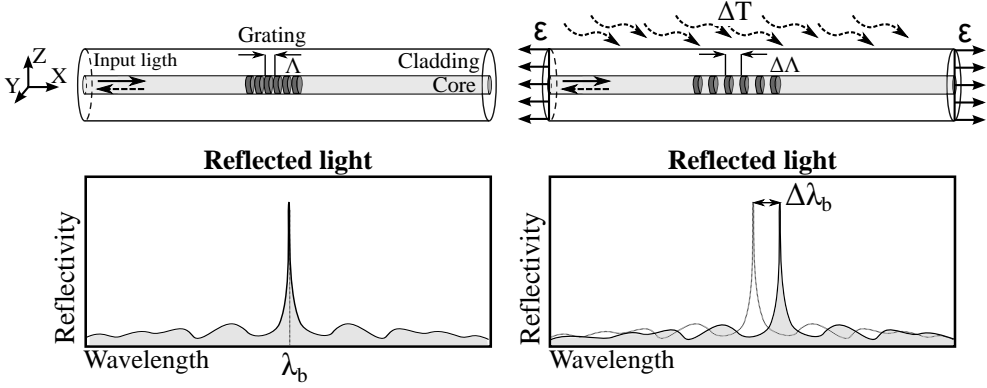 Grating
Λ
Input ligth
Cladding
Core
Z
Y
X
Reflected light
Reflectivity
Wavelength
λb
ΔT
ε
ε
ΔΛ
Reflected light
Δλb
Reflectivity
Wavelength